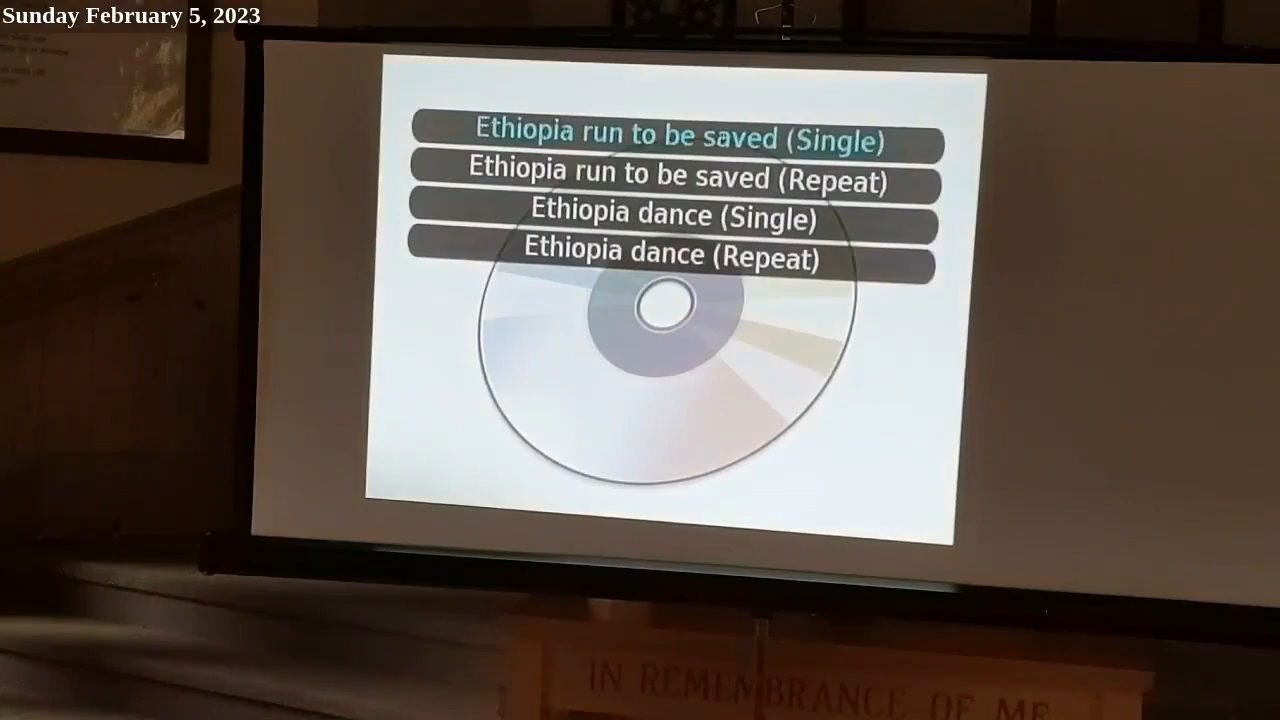 Sunday February 5, 2023
Ethiopia run to be saved (Single)
Ethiopia run to be saved (Repeat)
Ethiopia dance (Single)
Ethiopia dance (Repeat)
IN REMEMBRANCE OF ME